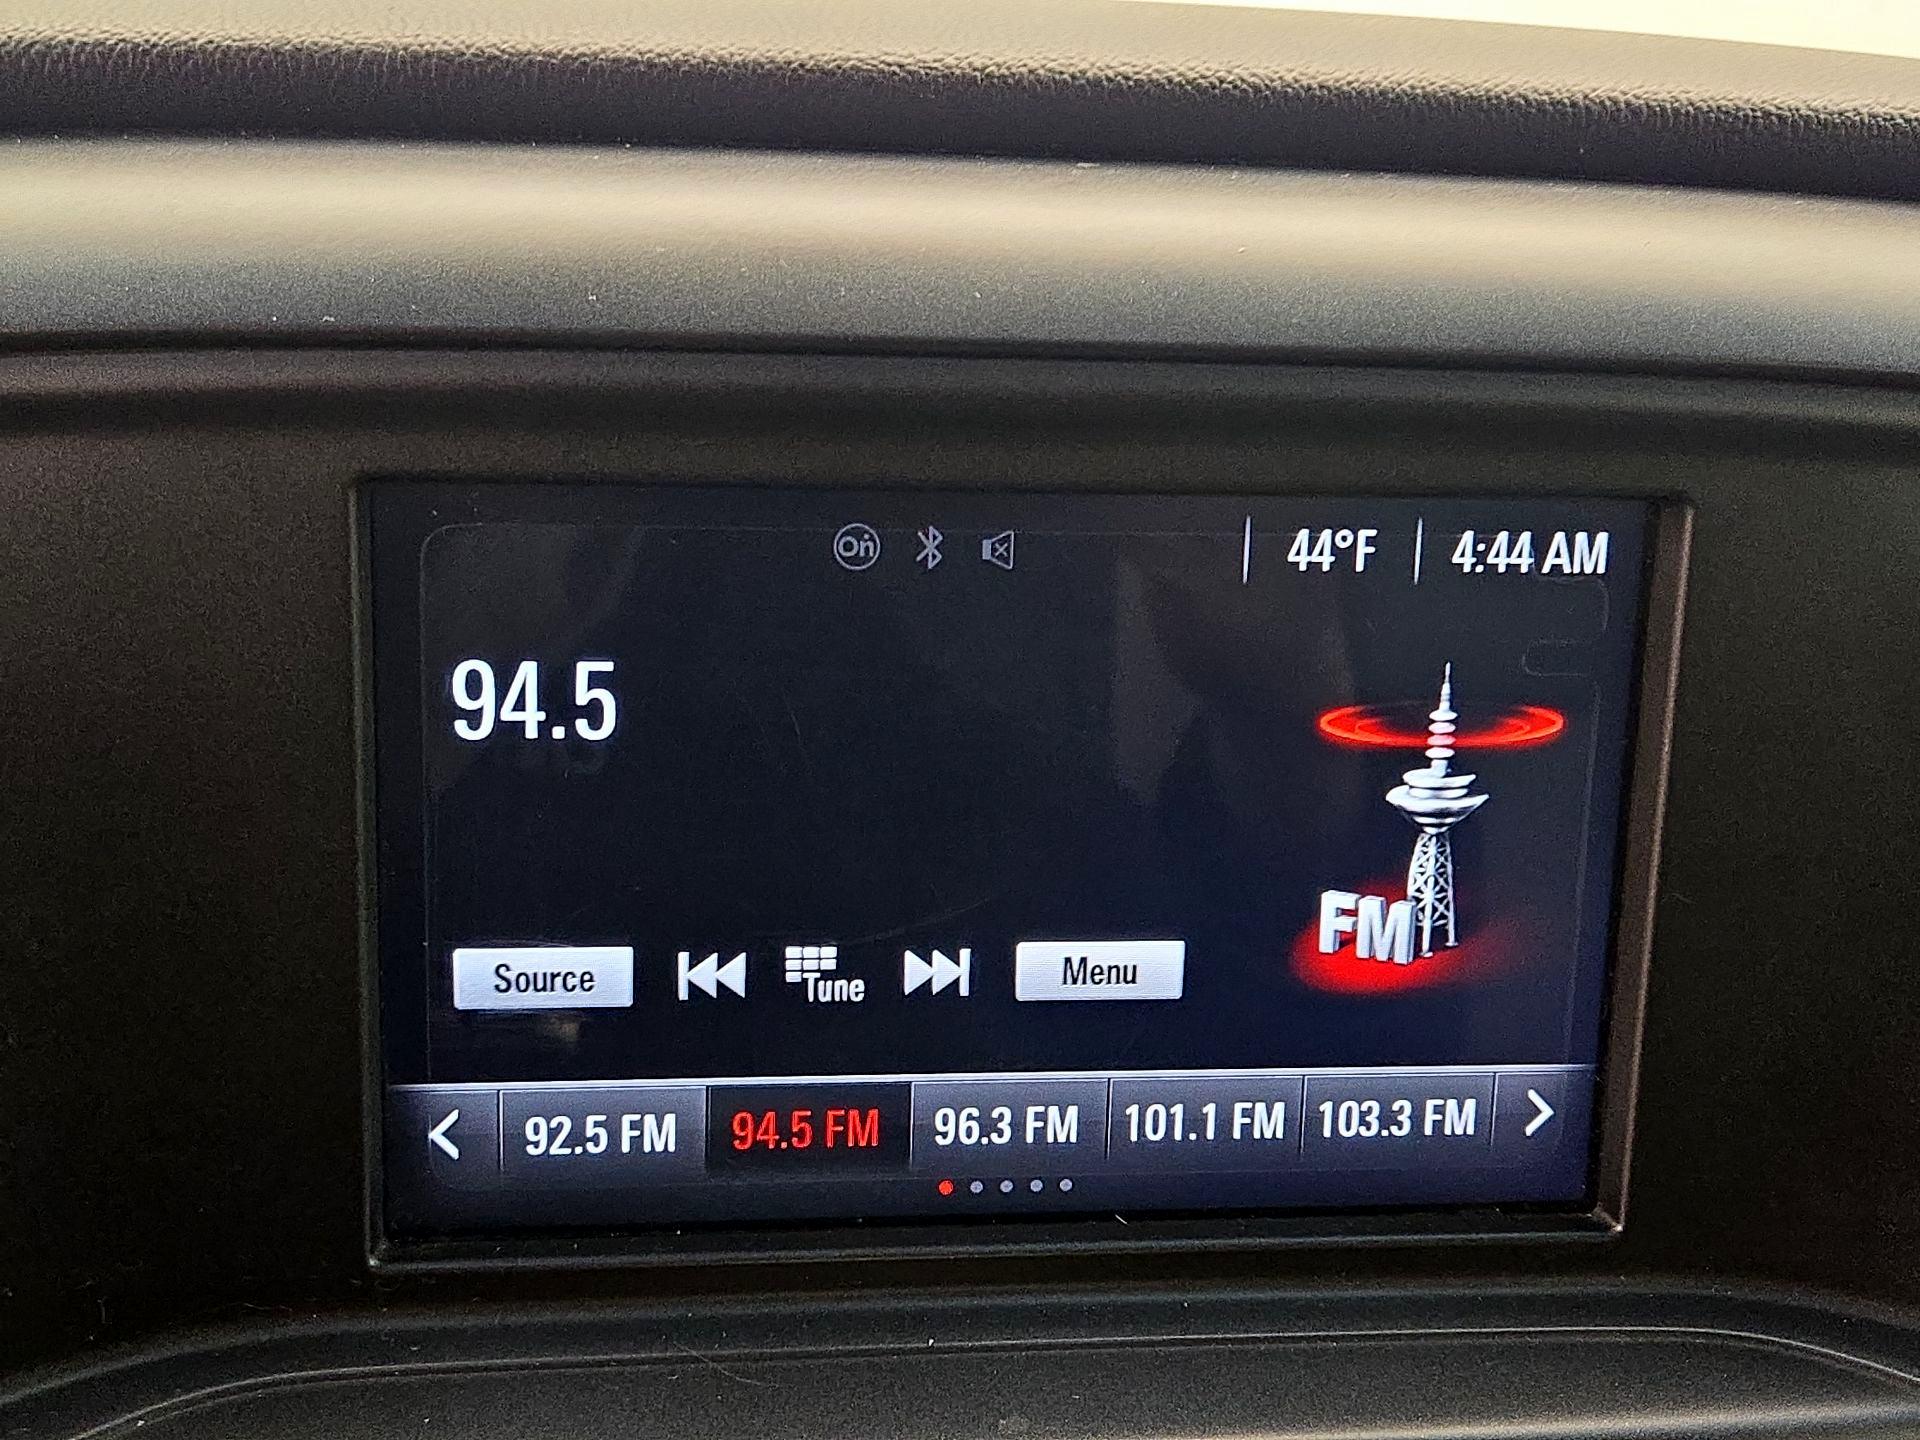 On 44°F 4:44 AM
94.5
FM
Source Tune Menu
92.5 FM 94.5 FM 96.3 FM 101.1 FM 103.3 FM